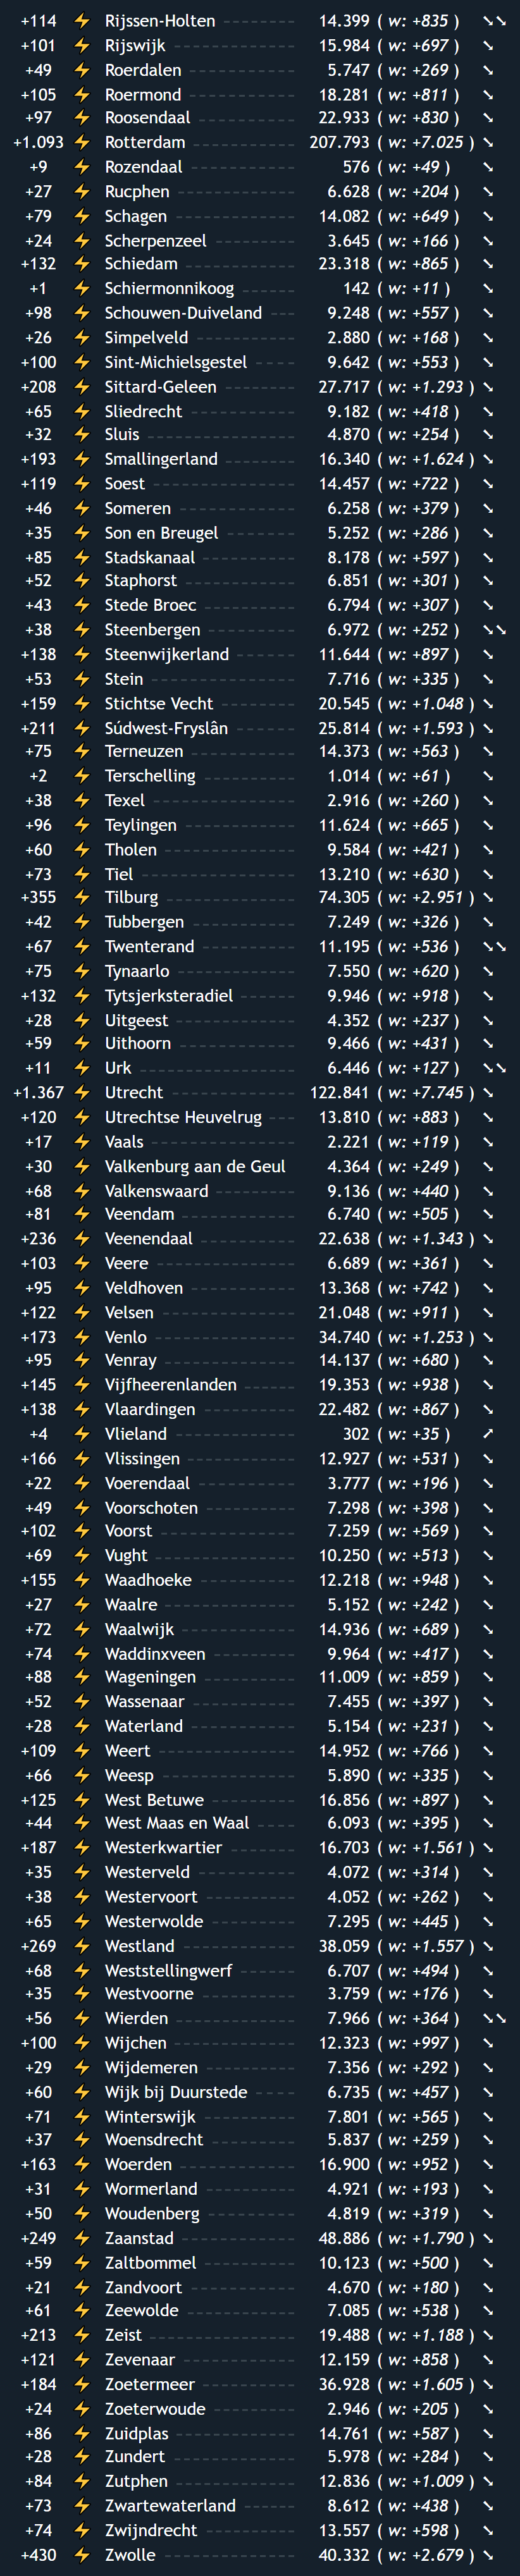 +114 ⚡ Rijssen-Holten ---------- 14.399 ( w: +835 ) ↘↘
+101 ⚡ Rijswijk ---------------- 15.984 ( w: +697 ) ↘
+49 ⚡ Roerdalen -------------- 5.747 ( w: +269 ) ↘
+105 ⚡ Roermond -------------- 18.281 ( w: +811 ) ↘
+97 ⚡ Roosendaal ------------ 22.933 ( w: +830 ) ↘
+1.093 ⚡ Rotterdam ------------- 207.793 ( w: +7.025 ) ↘
+9 ⚡ Rozendaal -------------- 576 ( w: +49 ) ↘
+27 ⚡ Rucphen ---------------- 6.628 ( w: +204 ) ↘
+79 ⚡ Schagen ---------------- 14.082 ( w: +649 ) ↘
+24 ⚡ Scherpenzeel ----------- 3.645 ( w: +166 ) ↘
+132 ⚡ Schiedam -------------- 23.318 ( w: +865 ) ↘
+1 ⚡ Schiermonnikoog ------- 142 ( w: +11 ) ↘
+98 ⚡ Schouwen-Duiveland --- 9.248 ( w: +557 ) ↘
+26 ⚡ Simpelveld ------------- 2.880 ( w: +168 ) ↘
+100 ⚡ Sint-Michielsgestel ----- 9.642 ( w: +553 ) ↘
+208 ⚡ Sittard-Geleen ---------- 27.717 ( w: +1.293 ) ↘
+65 ⚡ Sliedrecht -------------- 9.182 ( w: +418 ) ↘
+32 ⚡ Sluis -------------------- 4.870 ( w: +254 ) ↘
+193 ⚡ Smallingerland --------- 16.340 ( w: +1.624 ) ↘
+119 ⚡ Soest ------------------- 14.457 ( w: +722 ) ↘
+46 ⚡ Someren --------------- 6.258 ( w: +379 ) ↘
+35 ⚡ Son en Breugel --------- 5.252 ( w: +286 ) ↘
+85 ⚡ Stadskanaal ------------ 8.178 ( w: +597 ) ↘
+52 ⚡ Staphorst --------------- 6.851 ( w: +301 ) ↘
+43 ⚡ Stede Broec ------------ 6.794 ( w: +307 ) ↘
+38 ⚡ Steenbergen ------------ 6.972 ( w: +252 ) ↘↘
+138 ⚡ Steenwijkerland -------- 11.644 ( w: +897 ) ↘
+53 ⚡ Stein ------------------- 7.716 ( w: +335 ) ↘
+159 ⚡ Stichtse Vecht ---------- 20.545 ( w: +1.048 ) ↘
+211 ⚡ Súdwest-Fryslân -------- 25.814 ( w: +1.593 ) ↘
+75 ⚡ Terneuzen ------------- 14.373 ( w: +563 ) ↘
+2 ⚡ Terschelling ------------ 1.014 ( w: +61 ) ↘
+38 ⚡ Texel ------------------- 2.916 ( w: +260 ) ↘
+96 ⚡ Teylingen -------------- 11.624 ( w: +665 ) ↘
+60 ⚡ Tholen ----------------- 9.584 ( w: +421 ) ↘
+73 ⚡ Tiel -------------------- 13.210 ( w: +630 ) ↘
+355 ⚡ Tilburg ----------------- 74.305 ( w: +2.951 ) ↘
+42 ⚡ Tubbergen ------------- 7.249 ( w: +326 ) ↘
+67 ⚡ Twenterand ------------ 11.195 ( w: +536 ) ↘↘
+75 ⚡ Tynaarlo --------------- 7.550 ( w: +620 ) ↘
+132 ⚡ Tytsjerksteradiel ------- 9.946 ( w: +918 ) ↘
+28 ⚡ Uitgeest --------------- 4.352 ( w: +237 ) ↘
+59 ⚡ Uithoorn --------------- 9.466 ( w: +431 ) ↘
+11 ⚡ Urk --------------------- 6.446 ( w: +127 ) ↘↘
+1.367 ⚡ Utrecht ---------------- 122.841 ( w: +7.745 ) ↘
+120 ⚡ Utrechtse Heuvelrug --- 13.810 ( w: +883 ) ↘
+17 ⚡ Vaals ------------------- 2.221 ( w: +119 ) ↘
+30 ⚡ Valkenburg aan de Geul 4.364 ( w: +249 ) ↘
+68 ⚡ Valkenswaard ---------- 9.136 ( w: +440 ) ↘
+81 ⚡ Veendam --------------- 6.740 ( w: +505 ) ↘
+236 ⚡ Veenendaal ------------ 22.638 ( w: +1.343 ) ↘
+103 ⚡ Veere ------------------ 6.689 ( w: +361 ) ↘
+95 ⚡ Veldhoven ------------- 13.368 ( w: +742 ) ↘
+122 ⚡ Velsen ----------------- 21.048 ( w: +911 ) ↘
+173 ⚡ Venlo ------------------ 34.740 ( w: +1.253 ) ↘
+95 ⚡ Venray ----------------- 14.137 ( w: +680 ) ↘
+145 ⚡ Vijfheerenlanden ------- 19.353 ( w: +938 ) ↘
+138 ⚡ Vlaardingen ------------ 22.482 ( w: +867 ) ↘
+4 ⚡ Vlieland ---------------- 302 ( w: +35 ) ↗
+166 ⚡ Vlissingen -------------- 12.927 ( w: +531 ) ↘
+22 ⚡ Voerendaal ------------- 3.777 ( w: +196 ) ↘
+49 ⚡ Voorschoten ----------- 7.298 ( w: +398 ) ↘
+102 ⚡ Voorst ------------------ 7.259 ( w: +569 ) ↘
+69 ⚡ Vught ------------------ 10.250 ( w: +513 ) ↘
+155 ⚡ Waadhoeke ------------ 12.218 ( w: +948 ) ↘
+27 ⚡ Waalre ----------------- 5.152 ( w: +242 ) ↘
+72 ⚡ Waalwijk --------------- 14.936 ( w: +689 ) ↘
+74 ⚡ Waddinxveen ---------- 9.964 ( w: +417 ) ↘
+88 ⚡ Wageningen ------------ 11.009 ( w: +859 ) ↘
+52 ⚡ Wassenaar ------------- 7.455 ( w: +397 ) ↘
+28 ⚡ Waterland ------------- 5.154 ( w: +231 ) ↘
+109 ⚡ Weert ------------------ 14.952 ( w: +766 ) ↘
+66 ⚡ Weesp ------------------ 5.890 ( w: +335 ) ↘
+125 ⚡ West Betuwe ----------- 16.856 ( w: +897 ) ↘
+44 ⚡ West Maas en Waal ---- 6.093 ( w: +395 ) ↘
+187 ⚡ Westerkwartier --------- 16.703 ( w: +1.561 ) ↘
+35 ⚡ Westerveld ------------- 4.072 ( w: +314 ) ↘
+38 ⚡ Westervoort ------------ 4.052 ( w: +262 ) ↘
+65 ⚡ Westerwolde ----------- 7.295 ( w: +445 ) ↘
+269 ⚡ Westland --------------- 38.059 ( w: +1.557 ) ↘
+68 ⚡ Weststellingwerf ------- 6.707 ( w: +494 ) ↘
+35 ⚡ Westvoorne ------------ 3.759 ( w: +176 ) ↘
+56 ⚡ Wierden ---------------- 7.966 ( w: +364 ) ↘↘
+100 ⚡ Wijchen ---------------- 12.323 ( w: +997 ) ↘
+29 ⚡ Wijdemeren ------------ 7.356 ( w: +292 ) ↘
+60 ⚡ Wijk bij Duurstede ---- 6.735 ( w: +457 ) ↘
+71 ⚡ Winterswijk ------------ 7.801 ( w: +565 ) ↘
+37 ⚡ Woensdrecht ----------- 5.837 ( w: +259 ) ↘
+163 ⚡ Woerden --------------- 16.900 ( w: +952 ) ↘
+31 ⚡ Wormerland ------------ 4.921 ( w: +193 ) ↘
+50 ⚡ Woudenberg ----------- 4.819 ( w: +319 ) ↘
+249 ⚡ Zaanstad --------------- 48.886 ( w: +1.790 ) ↘
+59 ⚡ Zaltbommel ------------ 10.123 ( w: +500 ) ↘
+21 ⚡ Zandvoort -------------- 4.670 ( w: +180 ) ↘
+61 ⚡ Zeewolde -------------- 7.085 ( w: +538 ) ↘
+213 ⚡ Zeist ------------------- 19.488 ( w: +1.188 ) ↘
+121 ⚡ Zevenaar --------------- 12.159 ( w: +858 ) ↘
+184 ⚡ Zoetermeer ------------ 36.928 ( w: +1.605 ) ↘
+24 ⚡ Zoeterwoude ----------- 2.946 ( w: +205 ) ↘
+86 ⚡ Zuidplas --------------- 14.761 ( w: +587 ) ↘
+28 ⚡ Zundert ---------------- 5.978 ( w: +284 ) ↘
+84 ⚡ Zutphen ---------------- 12.836 ( w: +1.009 ) ↘
+73 ⚡ Zwartewaterland ------- 8.612 ( w: +438 ) ↘
+74 ⚡ Zwijndrecht ------------ 13.557 ( w: +598 ) ↘
+430 ⚡ Zwolle ----------------- 40.332 ( w: +2.679 ) ↘